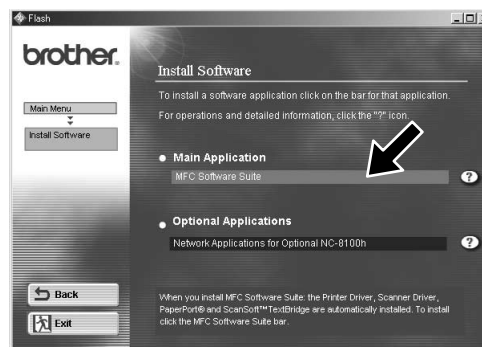 Flash
brother.
Main Menu
Install Software
Install Software
To install a software application click on the bar for that application.
For operations and detailed information, click the "?" icon.
Main Application
MFC Software Suite
?
Optional Applications
Network Applications for Optional NC-8100h
?
Back
Exit
When you install MFC Software Suite: the Printer Driver, Scanner Driver,
PaperPort® and ScanSoft™TextBridge are automatically installed. To install
click the MFC Software Suite bar.